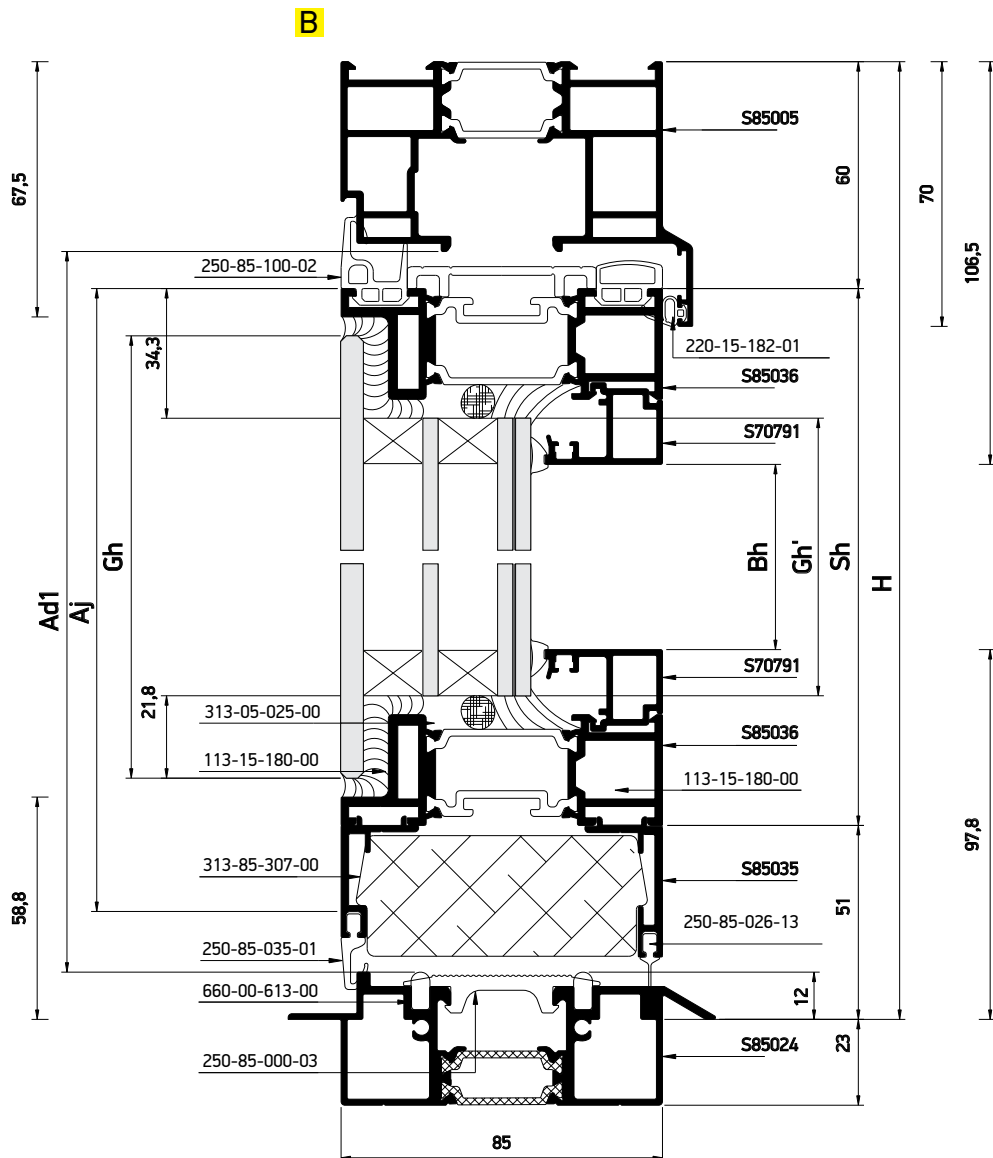 B
S85005
67,5
60
70
106,5
250-85-100-02
34,3
220-15-182-01
S85036
S70791
Gh
Ad1
Aj
Bh
Gh'
Sh
H
S70791
21,8
313-05-025-00
S85036
113-15-180-00
113-15-180-00
97,8
313-85-307-00
S85035
58,8
51
250-85-026-13
250-85-035-01
660-00-613-00
12
23
S85024
250-85-000-03
85